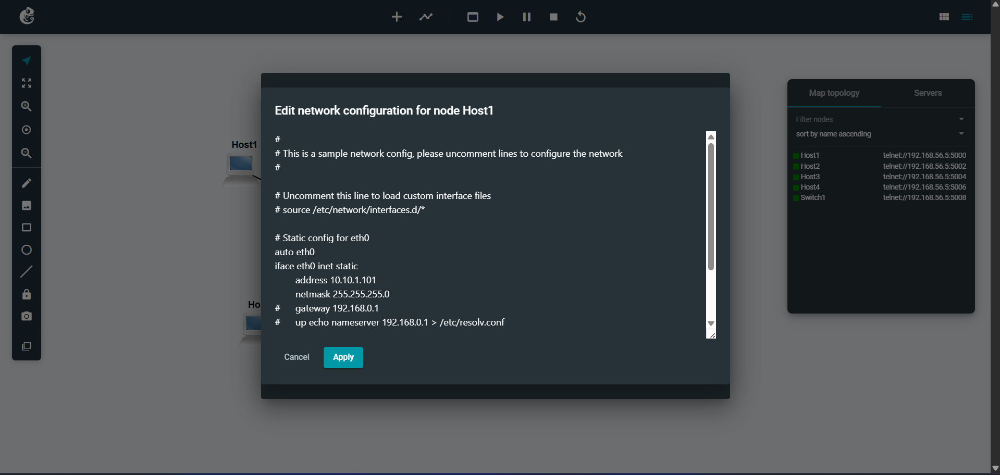 Host1
Ho
Edit network configuration for node Host1
#
# This is a sample network config, please uncomment lines to configure the network
#
# Uncomment this line to load custom interface files
# source /etc/network/interfaces.d/*
# Static config for eth0
auto eth0
iface eth0 inet static
address 10.10.1.101
netmask 255.255.255.0
# gateway 192.168.0.1
# up echo nameserver 192.168.0.1 > /etc/resolv.conf
Cancel Apply
Map topology Servers
Filter nodes
sort by name ascending
Host1 telnet://192.168.56.5:5000
Host2 telnet://192.168.56.5:5002
Host3 telnet://192.168.56.5:5004
Host4 telnet://192.168.56.5:5006
Switch1 telnet://192.168.56.5:5008